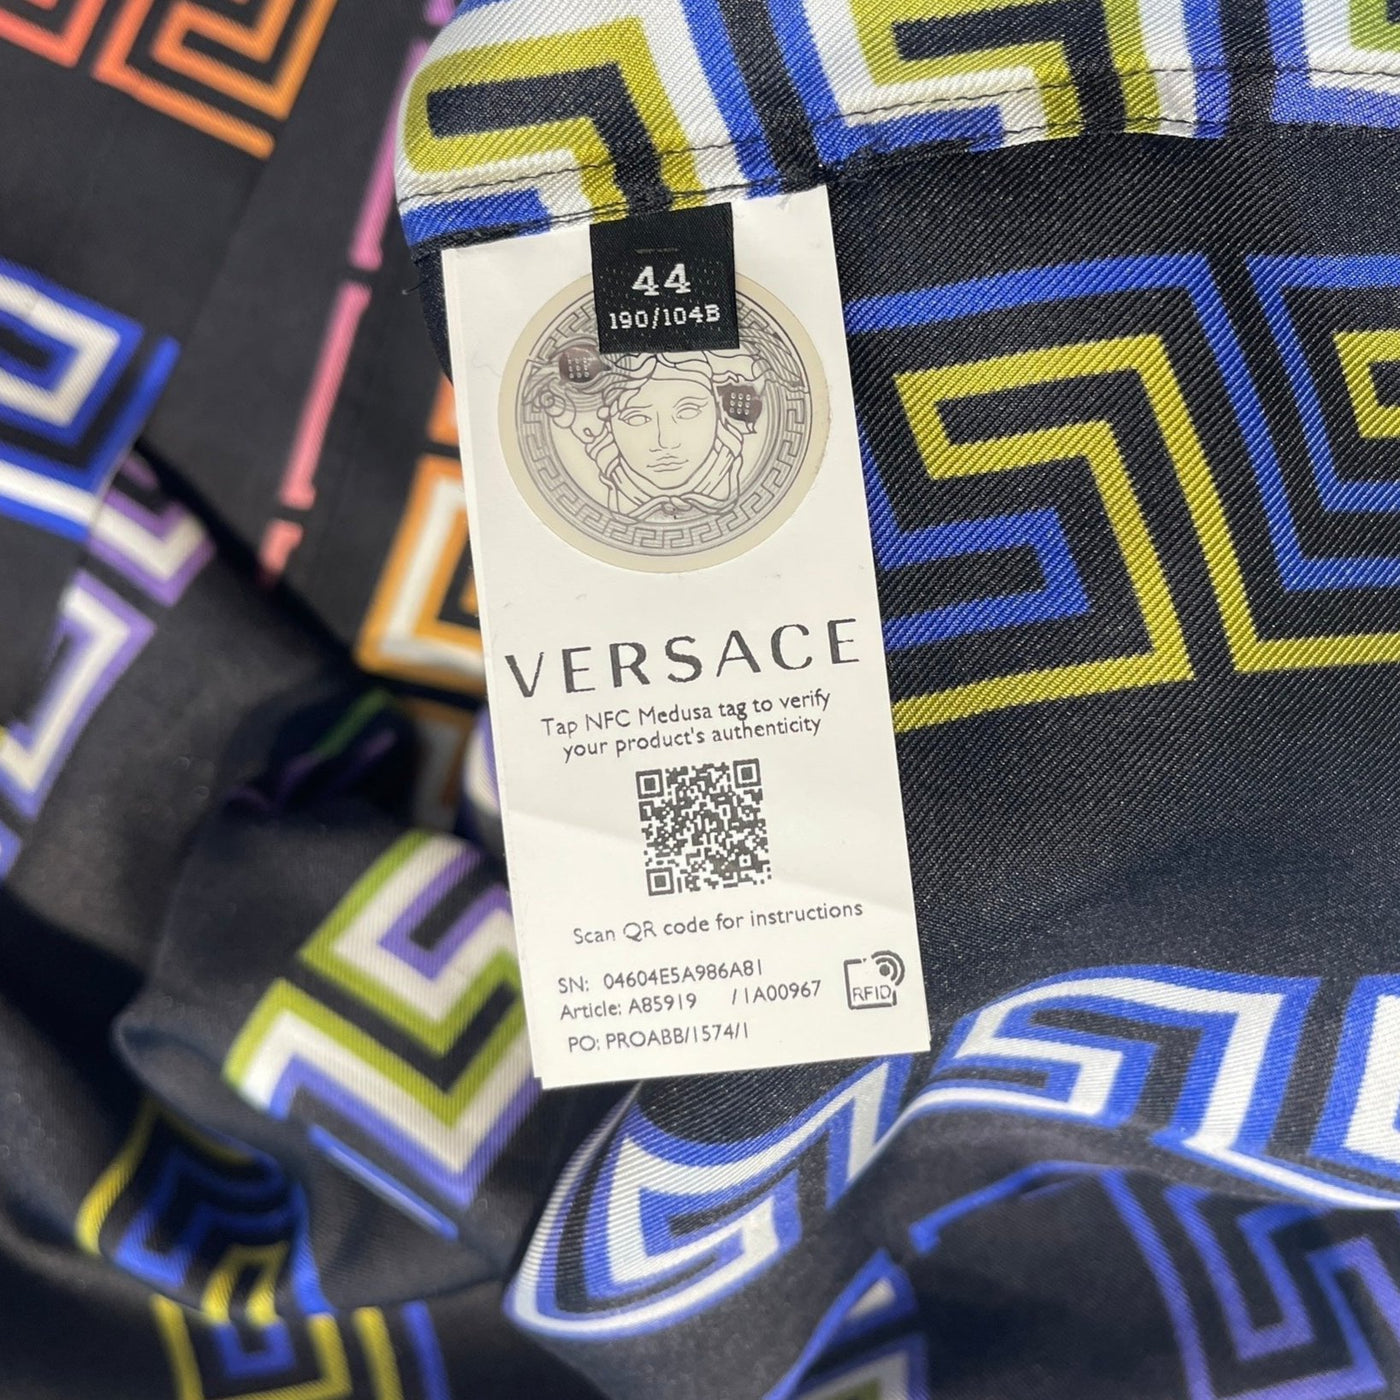 44
190/104B
VERSACE
Tap NFC Medusa tag to verify
your product's authenticity
Scan QR code for instructions
SN: 04604E5A986A81
Article: A85919 / 1A00967
RFID
PO: PROABB/1574/1